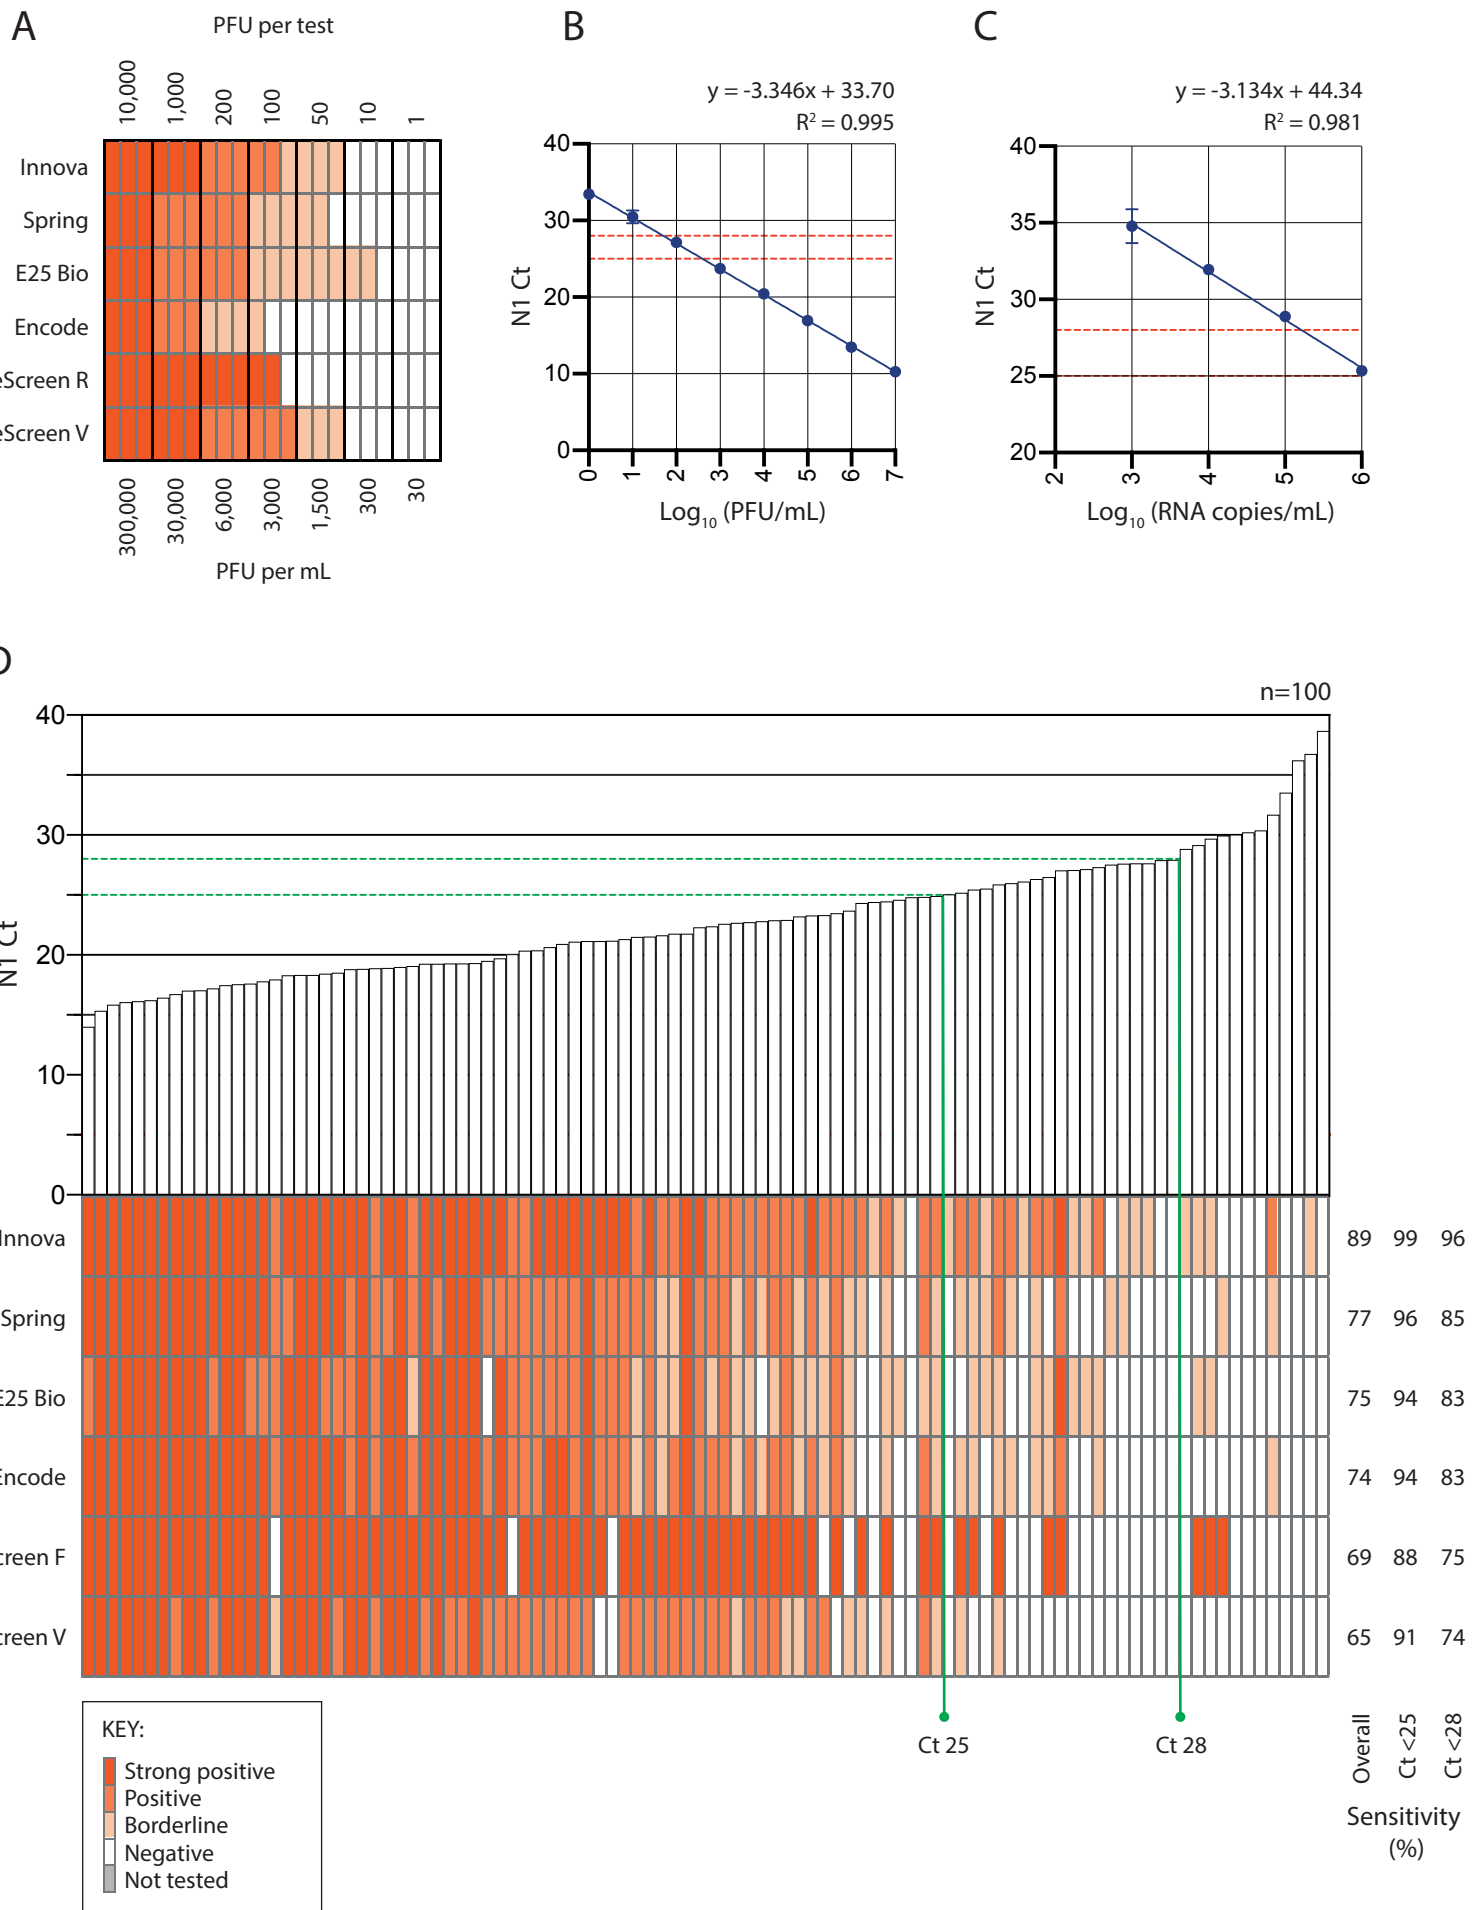 A
PFU per test
10,000
1,000
200
100
50
10
1
Innova
Spring
E25 Bio
Encode
eScreen R
eScreen V
300,000
30,000
6,000
3,000
1,500
300
30
PFU per mL
B
y = -3.346x + 33.70
R² = 0.995
40
30
20
10
0
N1 Ct
0
1
2
3
4
5
6
7
Log₁₀ (PFU/mL)
C
y = -3.134x + 44.34
R² = 0.981
40
35
30
25
20
N1 Ct
2
3
4
5
6
Log₁₀ (RNA copies/mL)
D
n=100
40
30
20
10
0
N1 Ct
Innova 89 99 96
Spring 77 96 85
E25 Bio 75 94 83
Encode 74 94 83
creen F 69 88 75
creen V 65 91 74
Ct 25
Ct 28
Overall
Ct <25
Ct <28
Sensitivity
(%)
KEY:
Strong positive
Positive
Borderline
Negative
Not tested